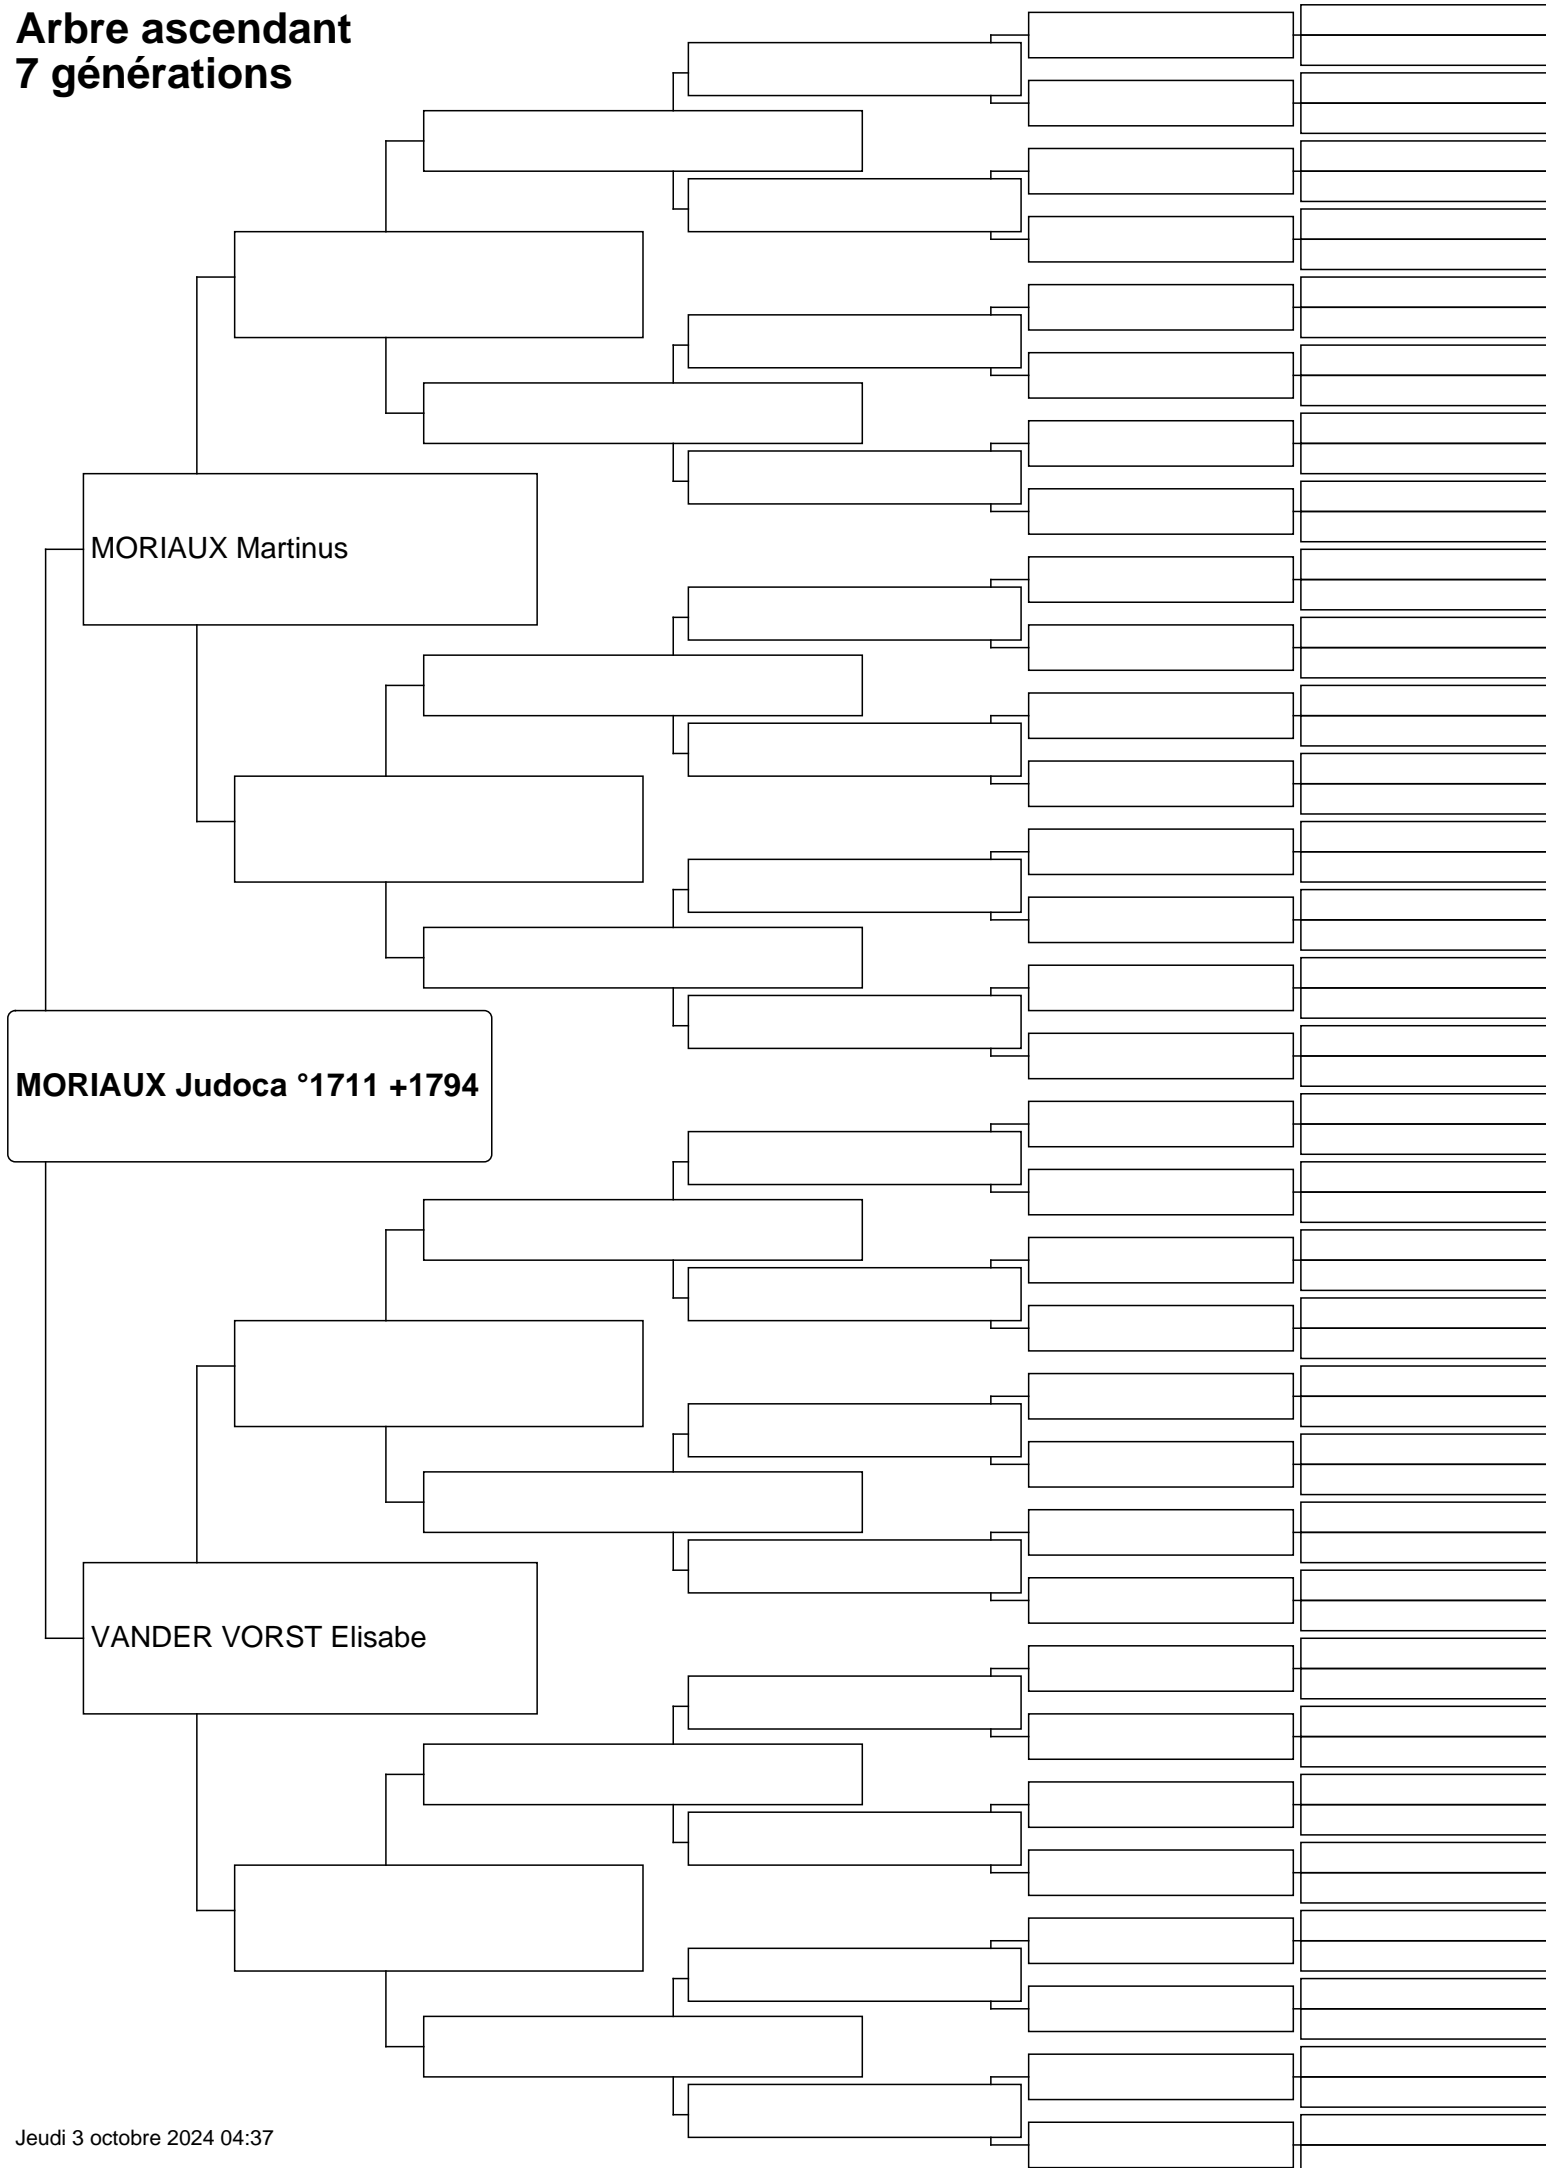 Arbre ascendant
7 générations
MORIAUX Martinus
MORIAUX Judoca °1711 +1794
VANDER VORST Elisabe
Jeudi 3 octobre 2024 04:37